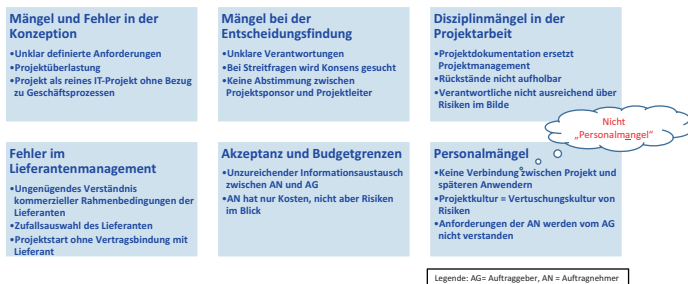 Mängel und Fehler in der
Konzeption
•Unklar definierte Anforderungen
•Projektüberlastung
•Projekt als reines IT-Projekt ohne Bezug
zu Geschäftsprozessen
Mängel bei der
Entscheidungsfindung
•Unklare Verantwortungen
•Bei Streitfragen wird Konsens gesucht
•Keine Abstimmung zwischen
Projektsponsor und Projektleiter
Disziplinmängel in der
Projektarbeit
•Projektdokumentation ersetzt
Projektmanagement
•Rückstände nicht aufholbar
•Verantwortliche nicht ausreichend über
Risiken im Bilde
Nicht
„Personalmangel“
Fehler im
Lieferantenmanagement
•Ungenügendes Verständnis
kommerzieller Rahmenbedingungen der
Lieferanten
•Zufallsauswahl des Lieferanten
•Projektstart ohne Vertragsbindung mit
Lieferant
Akzeptanz und Budgetgrenzen
•Unzureichender Informationsaustausch
zwischen AN und AG
•AN hat nur Kosten, nicht aber Risiken
im Blick
Personalmängel
•Keine Verbindung zwischen Projekt und
späteren Anwendern
•Projektkultur = Vertuschungskultur von
Risiken
•Anforderungen der AN werden vom AG
nicht verstanden
Legende: AG= Auftraggeber, AN = Auftragnehmer